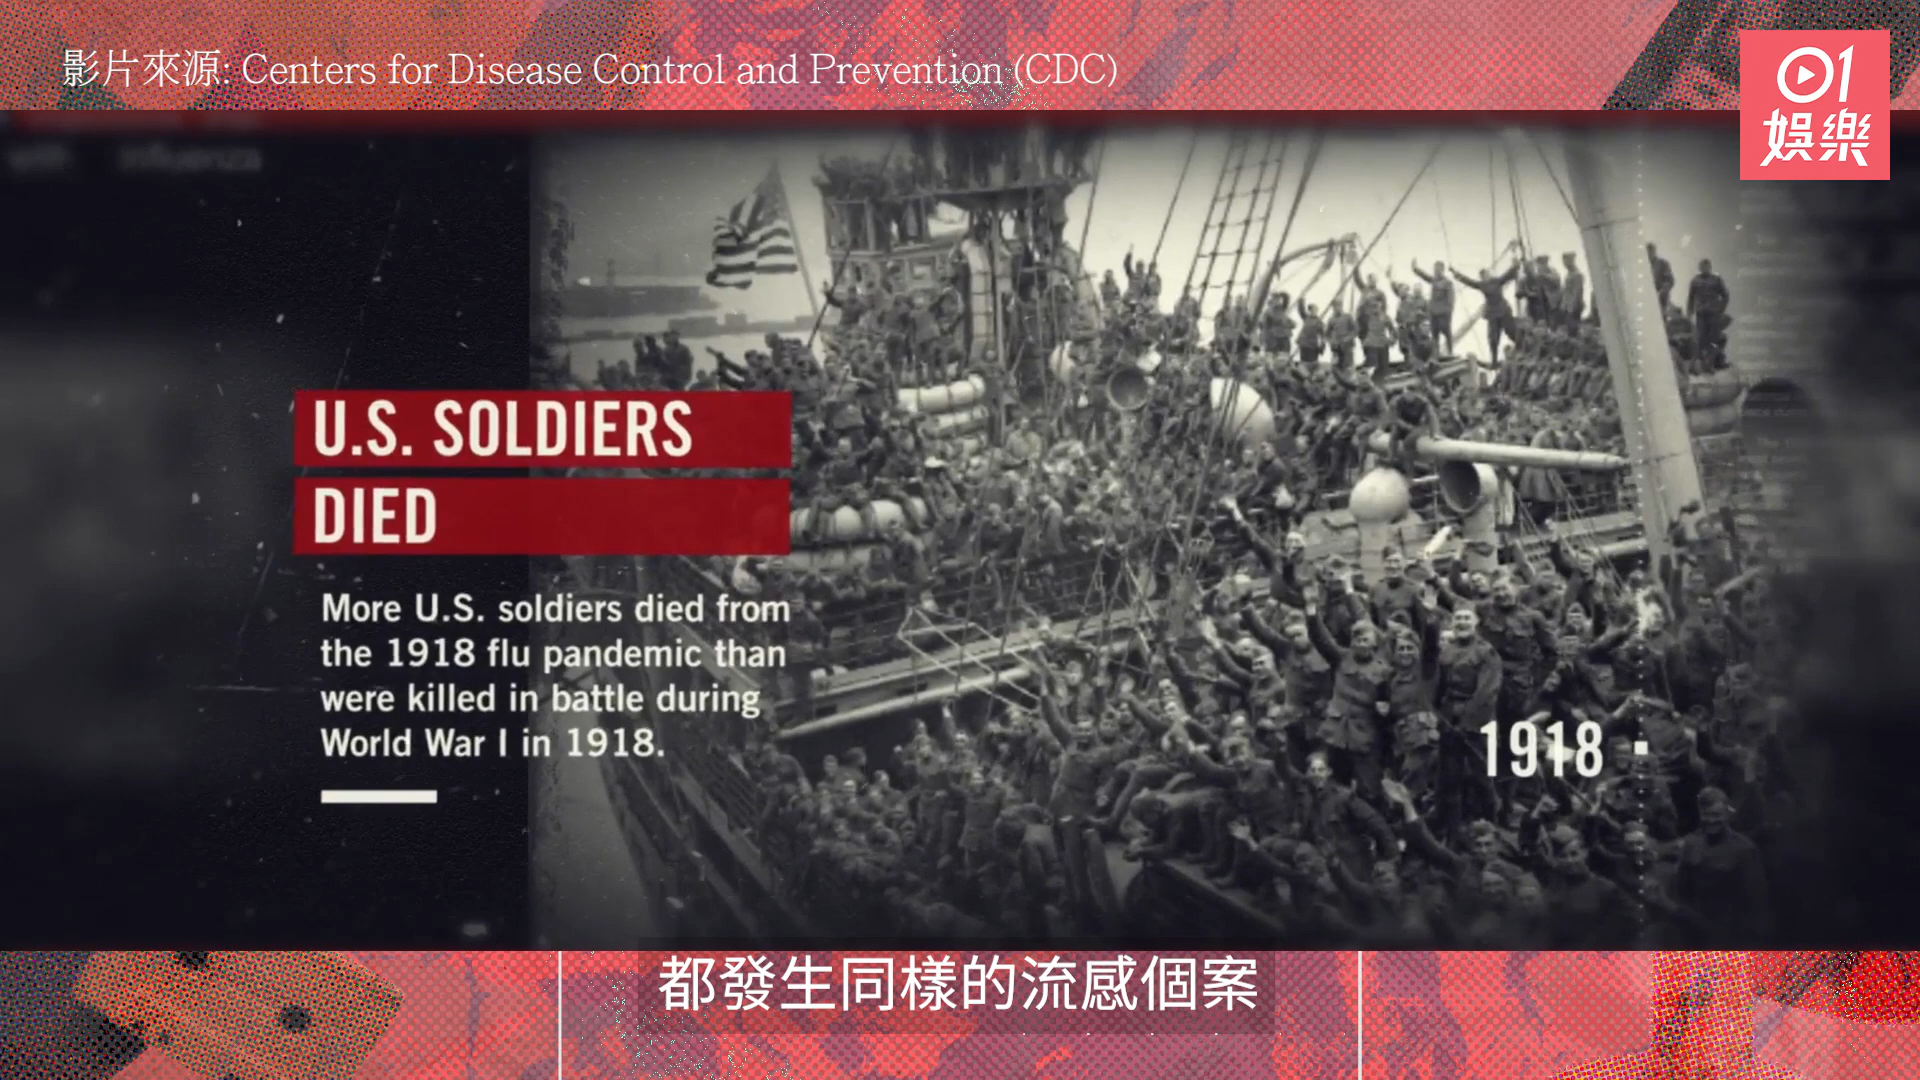 影片來源: Centers for Disease Control and Prevention (CDC)
01
娛樂
influenza
U.S. SOLDIERS
DIED
More U.S. soldiers died from
the 1918 flu pandemic than
were killed in battle during
World War I in 1918.
1918
都發生同樣的流感個案